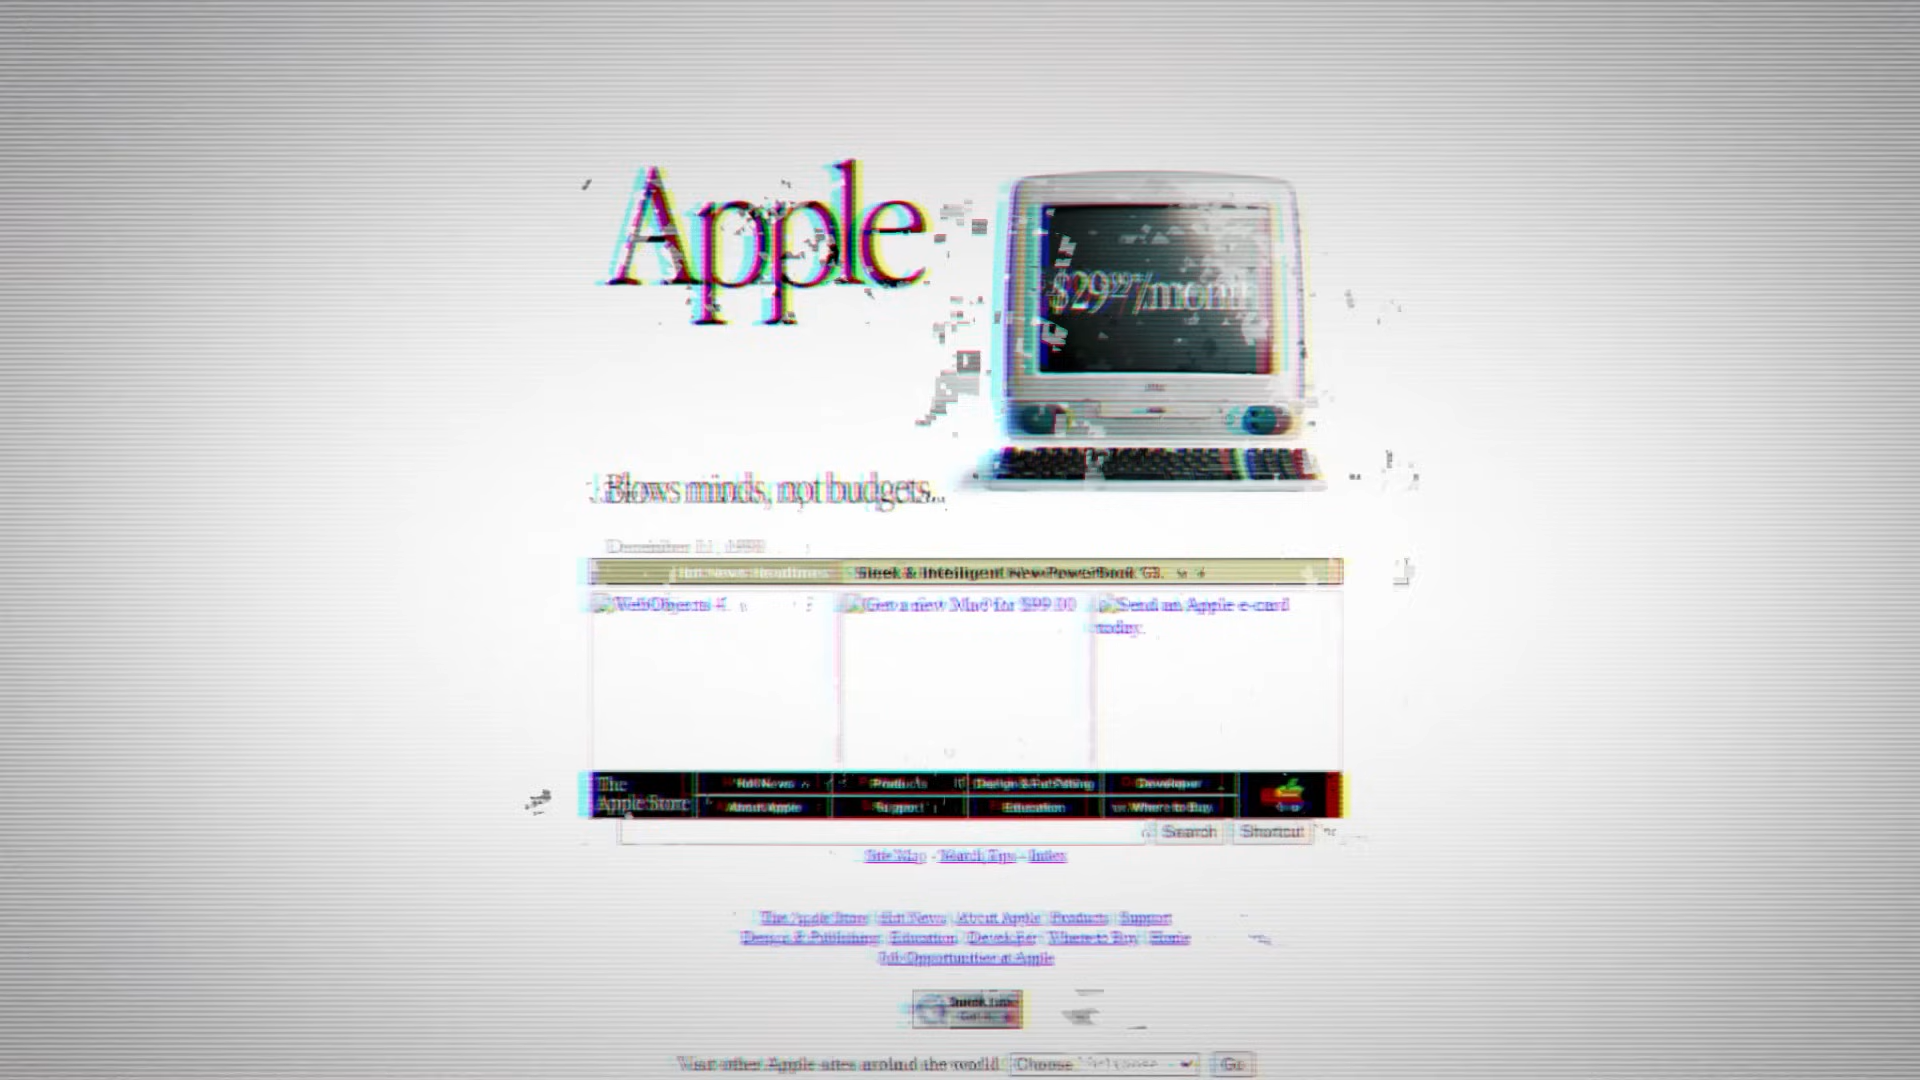 Apple
$29⁹⁹/month
Blows minds, not budgets.
December 11, 1998
Hot News Headlines Sleek & Intelligent New PowerBook G3.
WebObjects 4.
Get a new Mac for $99.00
Send an Apple e-card
today.
The
Apple Store
Hot News Products Design & Publishing Developer
About Apple Support Education Where to Buy
Search Shortcut
Site Map - Search Tips - Index
The Apple Store Hot News About Apple Products Support
Design & Publishing Education Developer Where to Buy Home
Job Opportunities at Apple
Visit other Apple sites around the world Choose Go